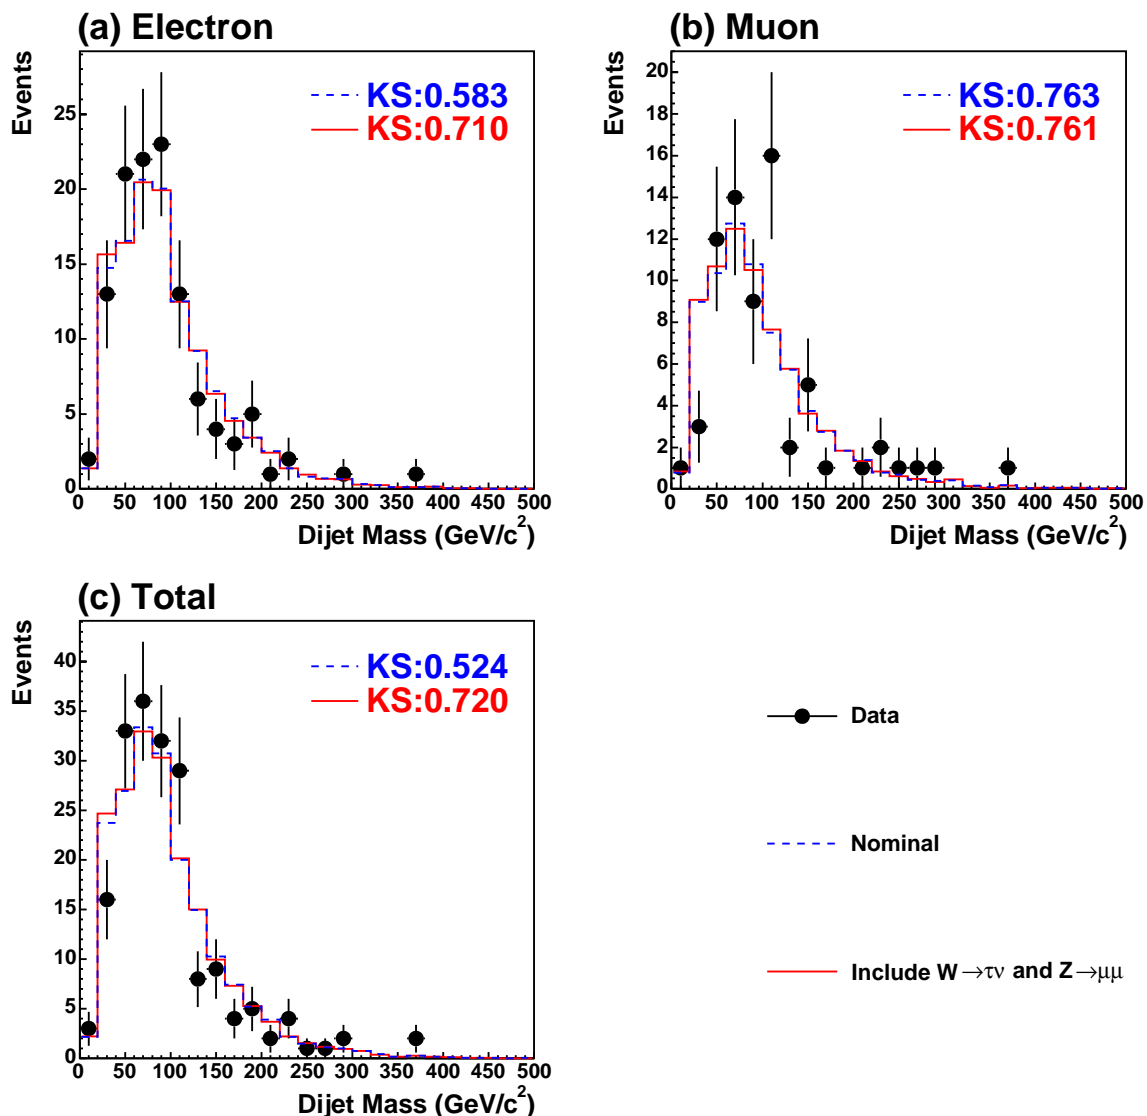 (a) Electron
Events
KS:0.583
KS:0.710
25
20
15
10
5
0
0 50 100 150 200 250 300 350 400 450 500
Dijet Mass (GeV/c²)
(b) Muon
Events
KS:0.763
KS:0.761
20
18
16
14
12
10
8
6
4
2
0
0 50 100 150 200 250 300 350 400 450 500
Dijet Mass (GeV/c²)
(c) Total
Events
KS:0.524
KS:0.720
40
35
30
25
20
15
10
5
0
0 50 100 150 200 250 300 350 400 450 500
Dijet Mass (GeV/c²)
Data
Nominal
Include W→τν and Z→μμ